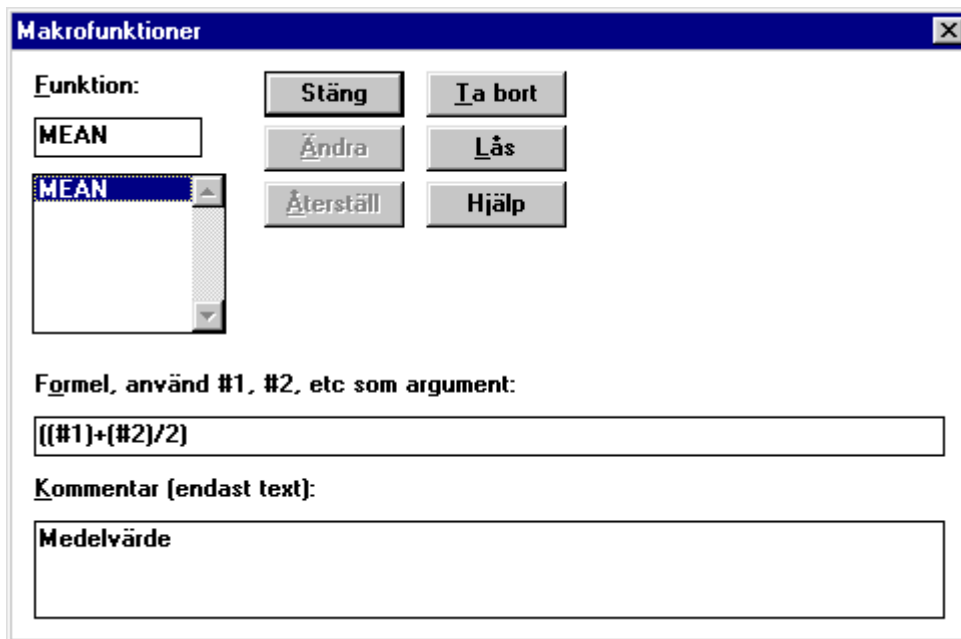 Makrofunktioner
Funktion:
Stäng
Ta bort
MEAN
Ändra
Lås
MEAN
Återställ
Hjälp
Formel, använd #1, #2, etc som argument:
((#1)+(#2)/2)
Kommentar (endast text):
Medelvärde